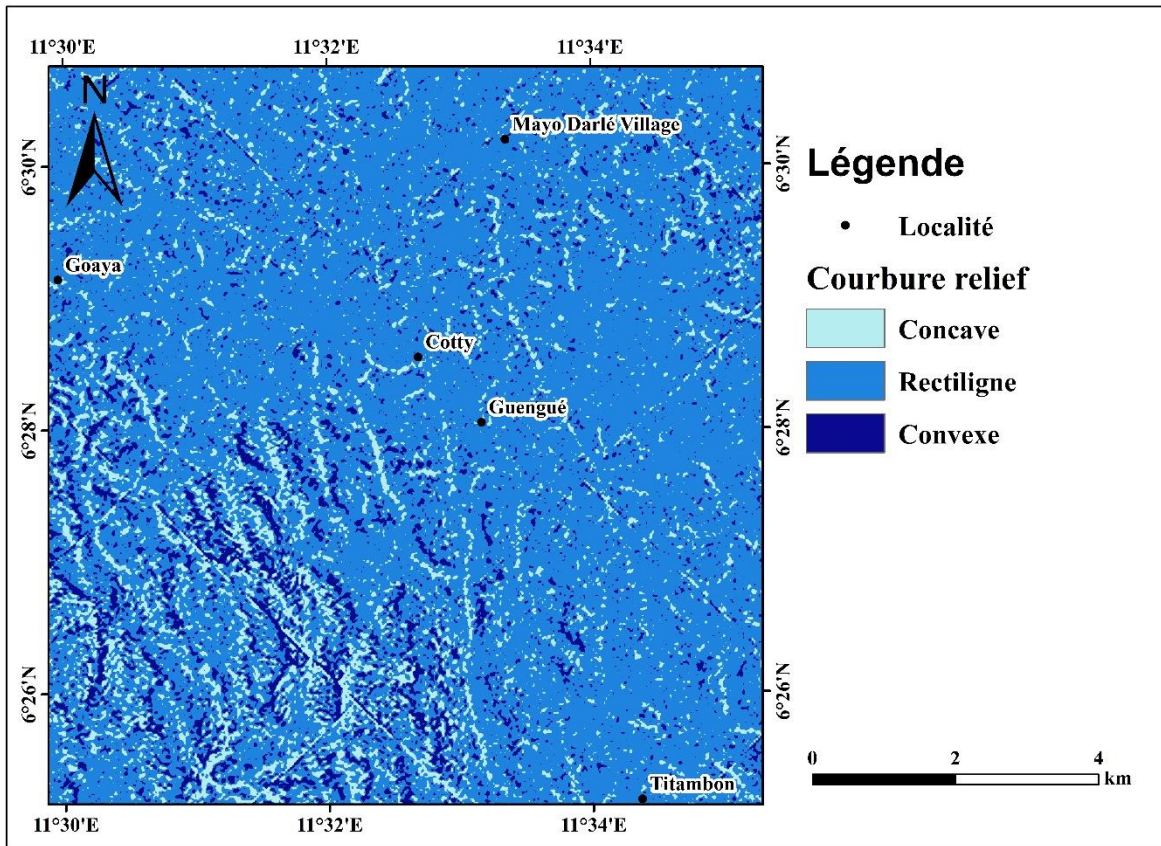 11°30'E 11°32'E 11°34'E
N
Mayo Darlé Village
6°30'N 6°30'N
Goaya
Cotty
Guengué
6°28'N 6°28'N
6°26'N 6°26'N
Titambon
11°30'E 11°32'E 11°34'E
Légende
Localité
Courbure relief
Concave
Rectiligne
Convexe
0 2 4
km